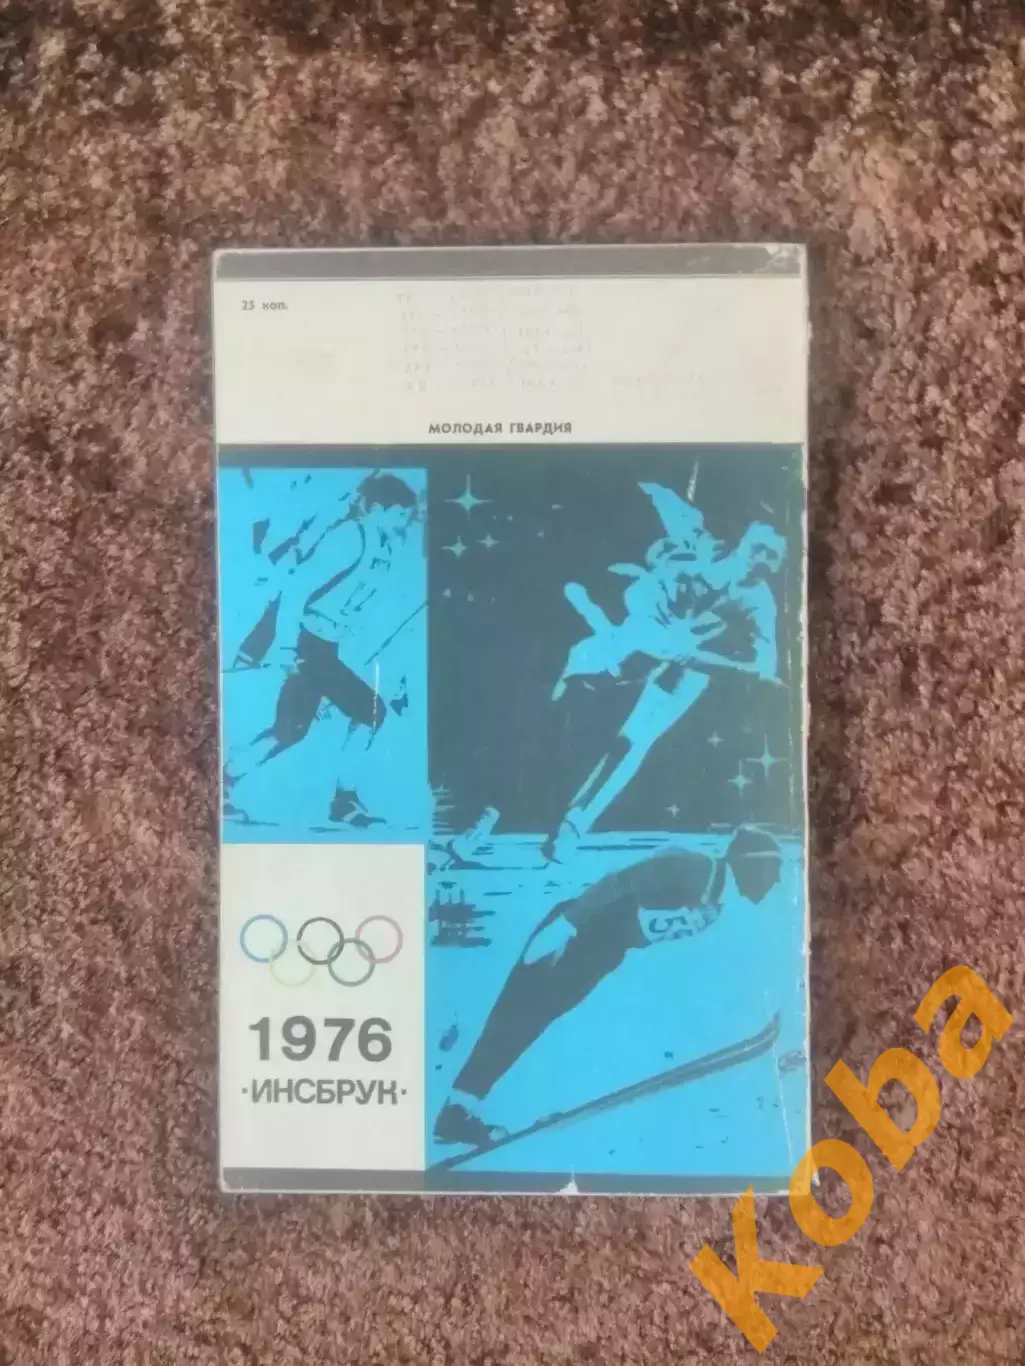 25 коп.
МОЛОДАЯ ГВАРДИЯ
1976
·ИНСБРУК·
Koba